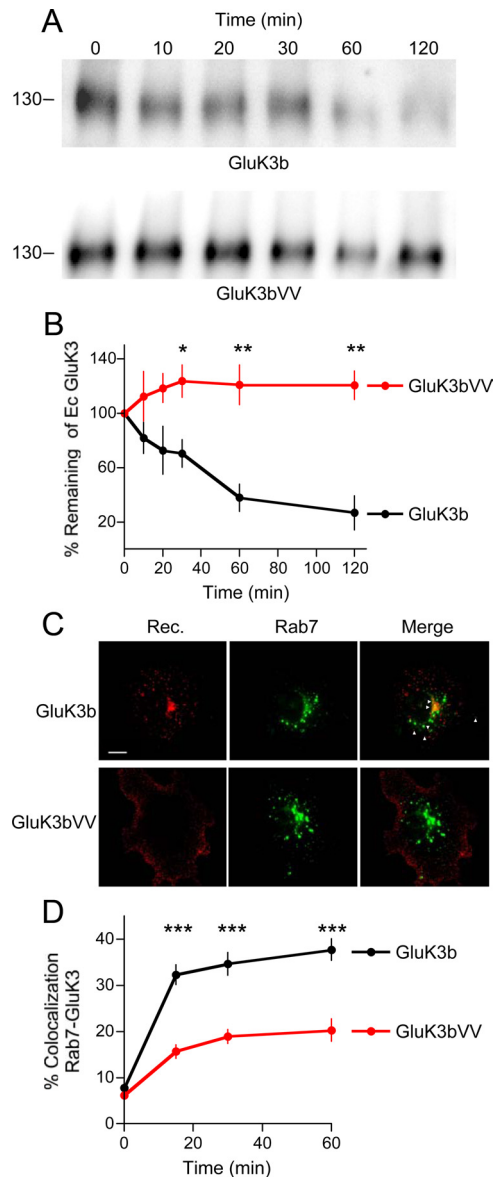 A
Time (min)
0 10 20 30 60 120
130
GluK3b
130
GluK3bVV
B
* ** **
140
100
60
20
% Remaining of Ec GluK3
GluK3bVV
GluK3b
0 20 40 60 80 100 120
Time (min)
C
Rec. Rab7 Merge
GluK3b
GluK3bVV
D
*** *** ***
40
30
20
10
0
% Colocalization
Rab7-GluK3
GluK3b
GluK3bVV
0 20 40 60
Time (min)